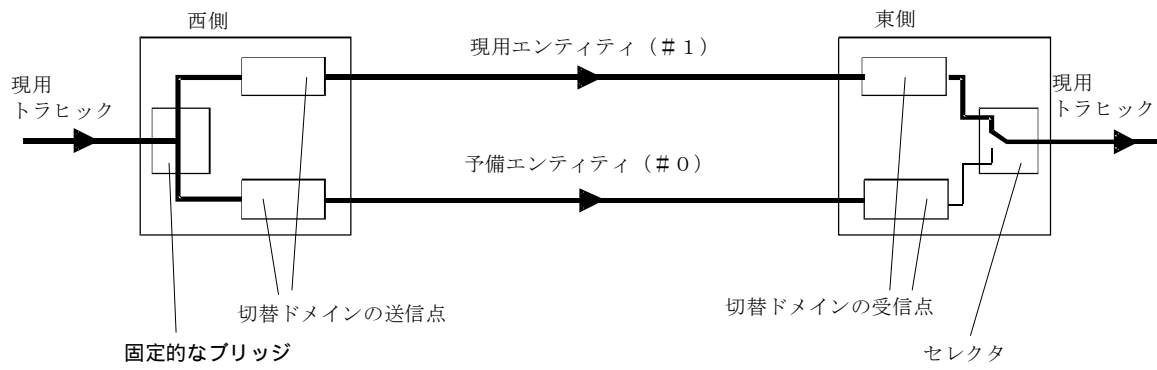 西側
東側
現用エンティティ（＃１）
現用
トラヒック
現用
トラヒック
予備エンティティ（＃０）
切替ドメインの送信点
切替ドメインの受信点
固定的なブリッジ
セレクタ